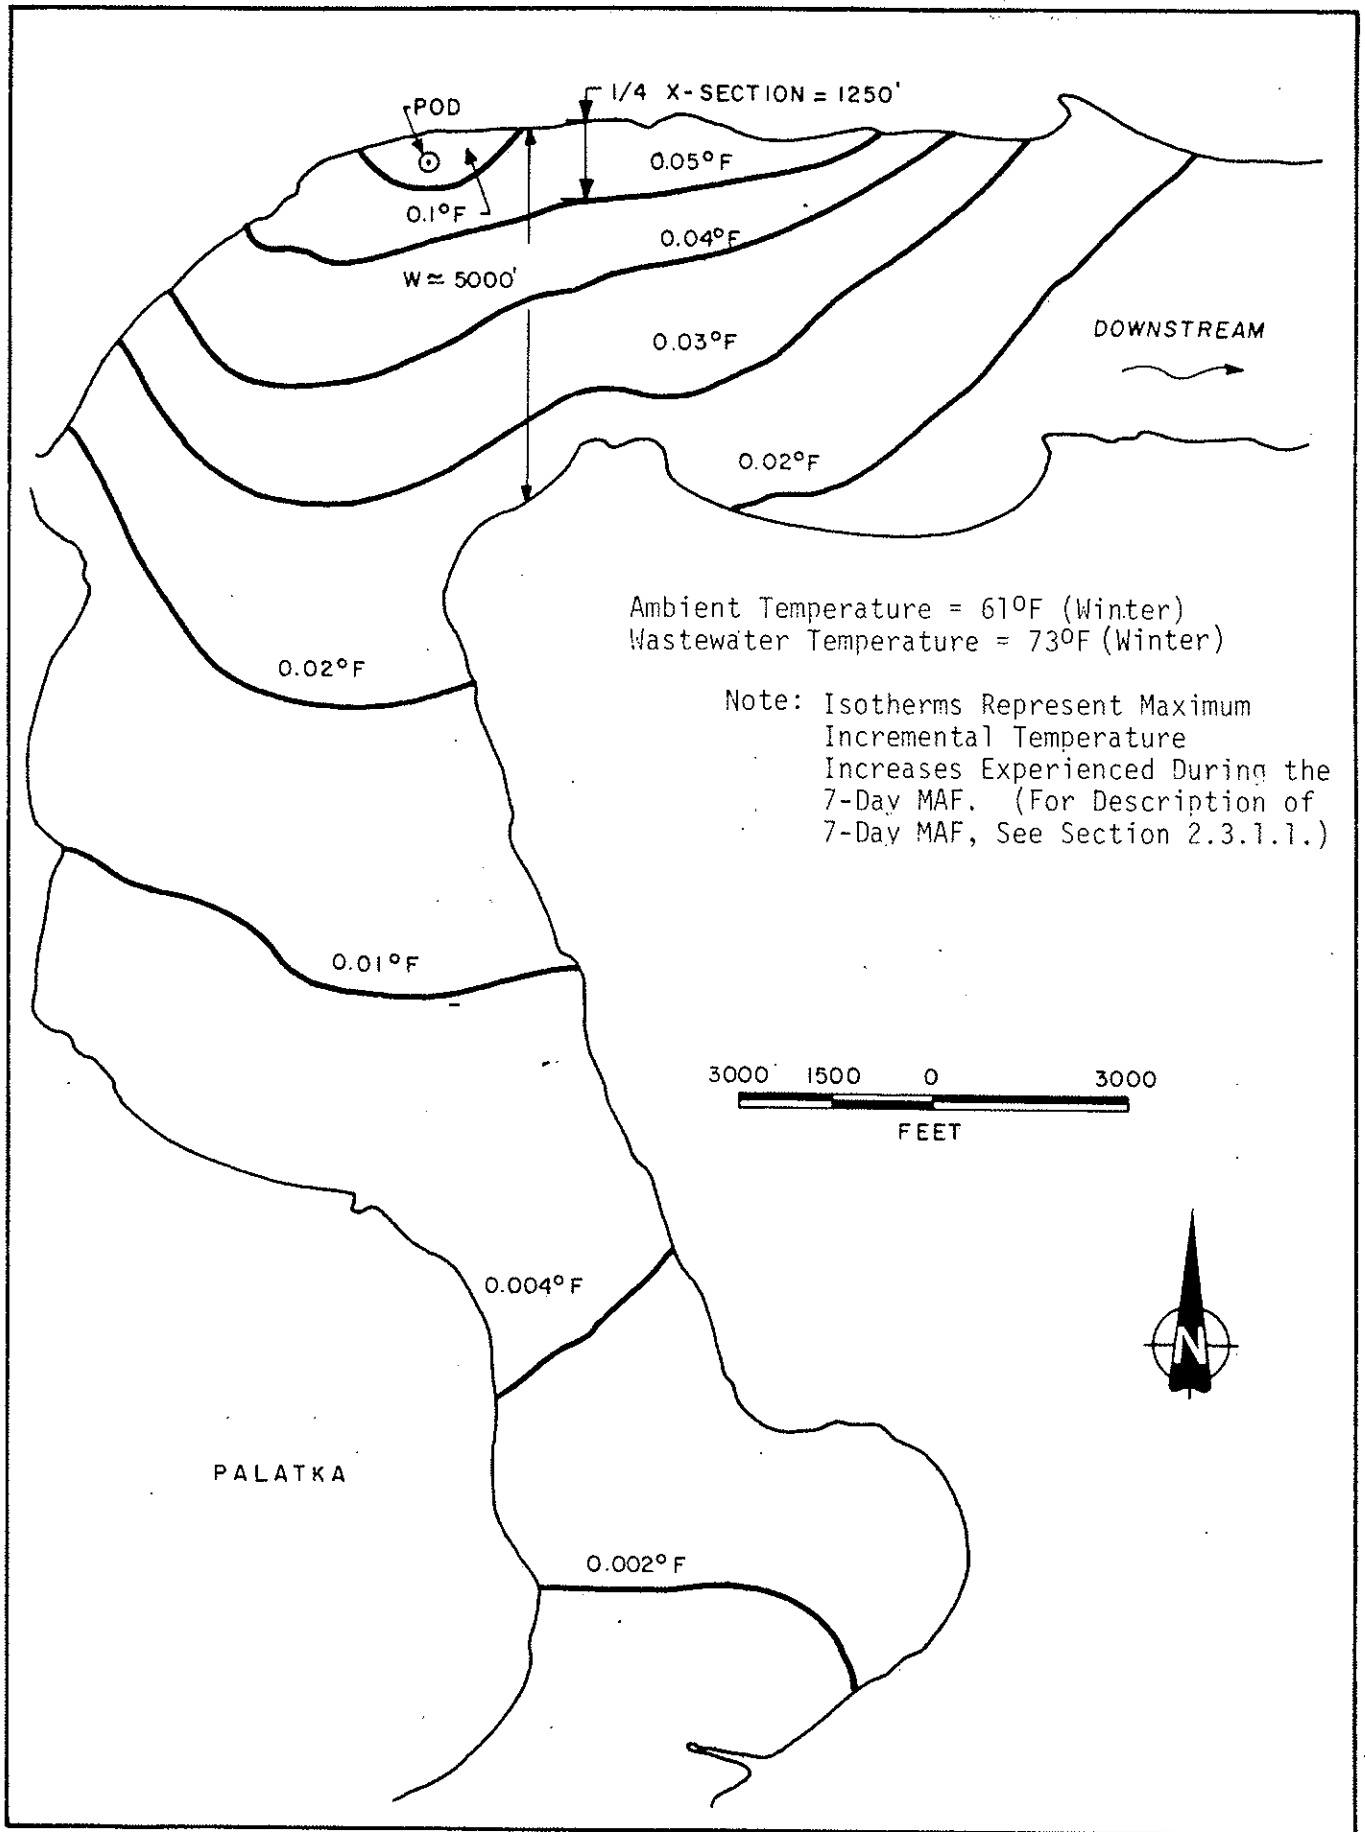 1/4 X-SECTION = 1250'
POD
0.05°F
0.1°F
0.04°F
W ≃ 5000'
0.03°F
DOWNSTREAM
0.02°F
Ambient Temperature = 61°F (Winter)
Wastewater Temperature = 73°F (Winter)
0.02°F
Note: Isotherms Represent Maximum
Incremental Temperature
Increases Experienced During the
7-Day MAF. (For Description of
7-Day MAF, See Section 2.3.1.1.)
0.01°F
3000 1500 0 3000
FEET
0.004°F
N
PALATKA
0.002°F